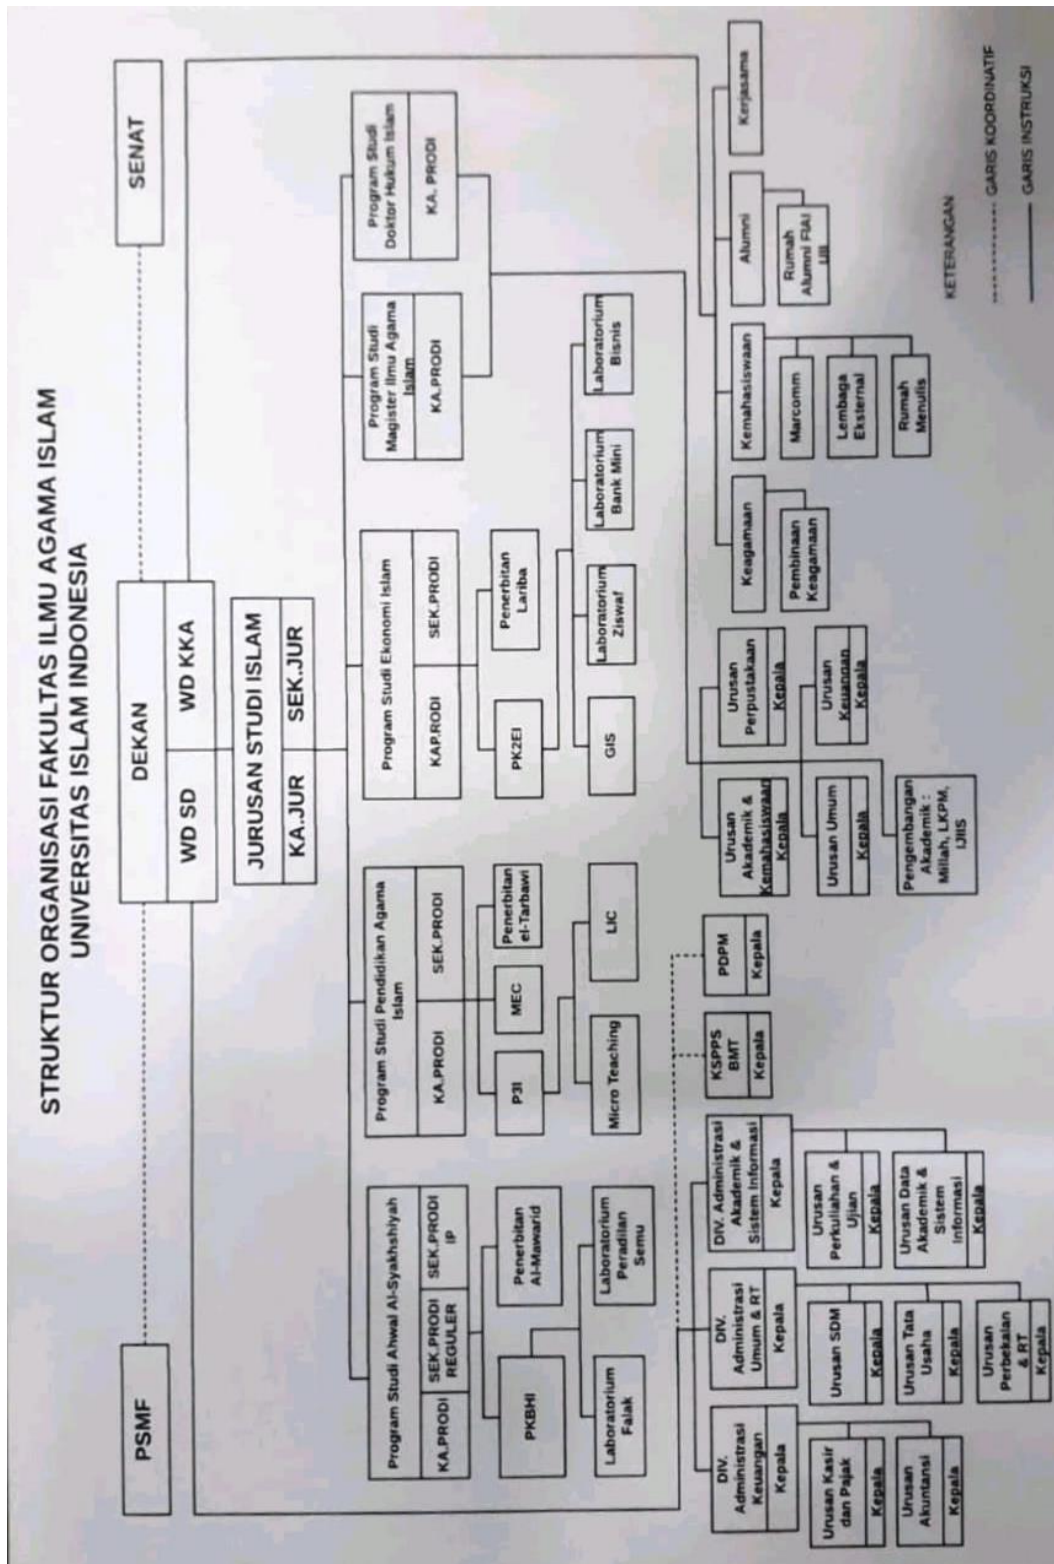 STRUKTUR ORGANISASI FAKULTAS ILMU AGAMA ISLAM
UNIVERSITAS ISLAM INDONESIA
PSMF
DEKAN
WD SD
WD KKA
SENAT
JURUSAN STUDI ISLAM
KA.JUR
SEK.JUR
Program Studi Ahwal Al-Syakhshiyah
KA.PRODI
SEK.PRODI
REGULER
SEK.PRODI
IP
Program Studi Pendidikan Agama
Islam
KA.PRODI
SEK.PRODI
Program Studi Ekonomi Islam
KAP.RODI
SEK.PRODI
Program Studi
Magister Ilmu Agama
Islam
KA.PRODI
Program Studi
Doktor Hukum Islam
KA. PRODI
PKBHI
Penerbitan
Al-Mawarid
P3I
MEC
Penerbitan
el-Tarbawi
PK2EI
Penerbitan
Lariba
Laboratorium
Falak
Laboratorium
Peradilan
Semu
Micro Teaching
LIC
GIS
Laboratorium
Ziswaf
Laboratorium
Bank Mini
Laboratorium
Bisnis
DIV.
Administrasi
Keuangan
Kepala
Urusan Kasir
dan Pajak
Kepala
Urusan
Akuntansi
Kepala
DIV.
Administrasi
Umum & RT
Kepala
Urusan SDM
Kepala
Urusan Tata
Usaha
Kepala
Urusan
Perbekalan
& RT
Kepala
DIV. Administrasi
Akademik &
Sistem Informasi
Kepala
Urusan
Perkuliahan &
Ujian
Kepala
Urusan Data
Akademik &
Sistem
Informasi
Kepala
KSPPS
BMT
Kepala
PDPM
Kepala
Urusan
Akademik &
Kemahasiswaan
Kepala
Urusan
Perpustakaan
Kepala
Urusan Umum
Kepala
Urusan
Keuangan
Kepala
Pengembangan
Akademik :
Millah, LKPM,
IJIIS
Keagamaan
Pembinaan
Keagamaan
Kemahasiswaan
Marcomm
Lembaga
Eksternal
Rumah
Menulis
Alumni
Rumah
Alumni FIAI
UII
Kerjasama
KETERANGAN
GARIS KOORDINATIF
GARIS INSTRUKSI